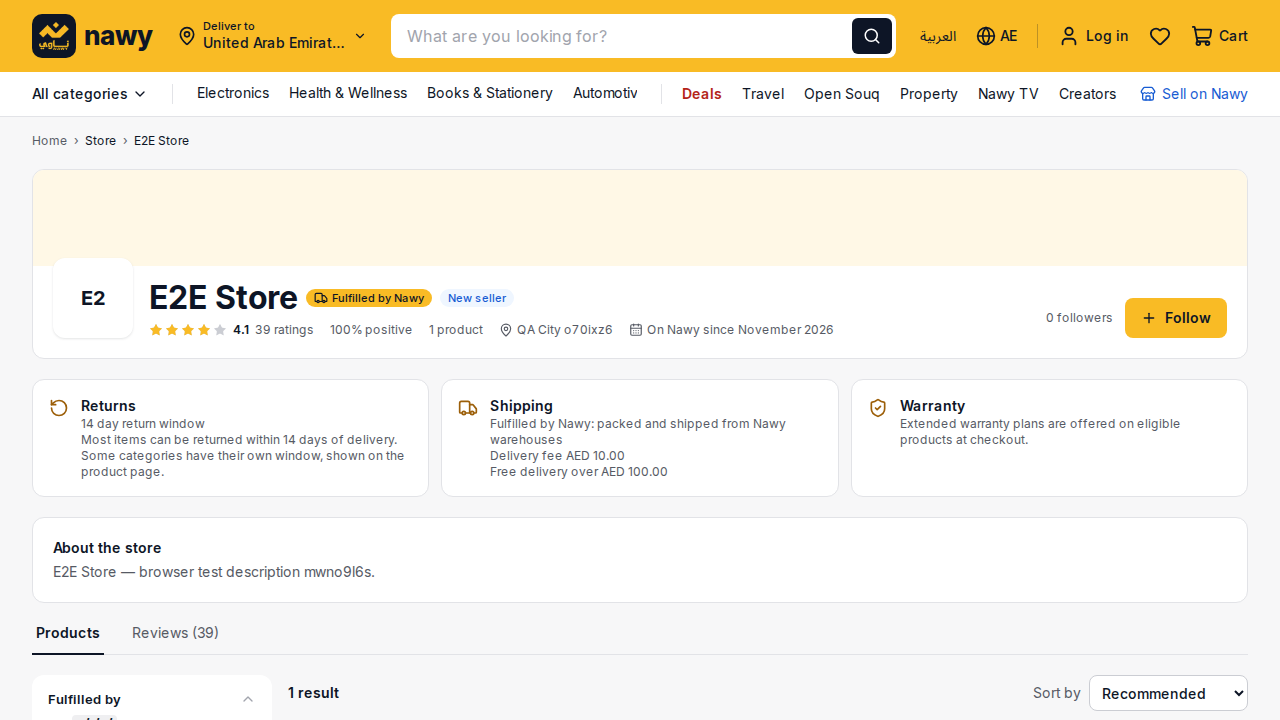 ناوي
nawy
Deliver to
United Arab Emirat...
What are you looking for?
العربية
AE
Log in
Cart
All categories
Electronics
Health & Wellness
Books & Stationery
Automotiv
Deals
Travel
Open Souq
Property
Nawy TV
Creators
Sell on Nawy
Home › Store › E2E Store
E2
E2E Store
Fulfilled by Nawy
New seller
4.1 39 ratings
100% positive
1 product
QA City o70ixz6
On Nawy since November 2026
0 followers
+ Follow
Returns
14 day return window
Most items can be returned within 14 days of delivery.
Some categories have their own window, shown on the
product page.
Shipping
Fulfilled by Nawy: packed and shipped from Nawy
warehouses
Delivery fee AED 10.00
Free delivery over AED 100.00
Warranty
Extended warranty plans are offered on eligible
products at checkout.
About the store
E2E Store — browser test description mwno9l6s.
Products
Reviews (39)
Fulfilled by
1 result
Sort by
Recommended